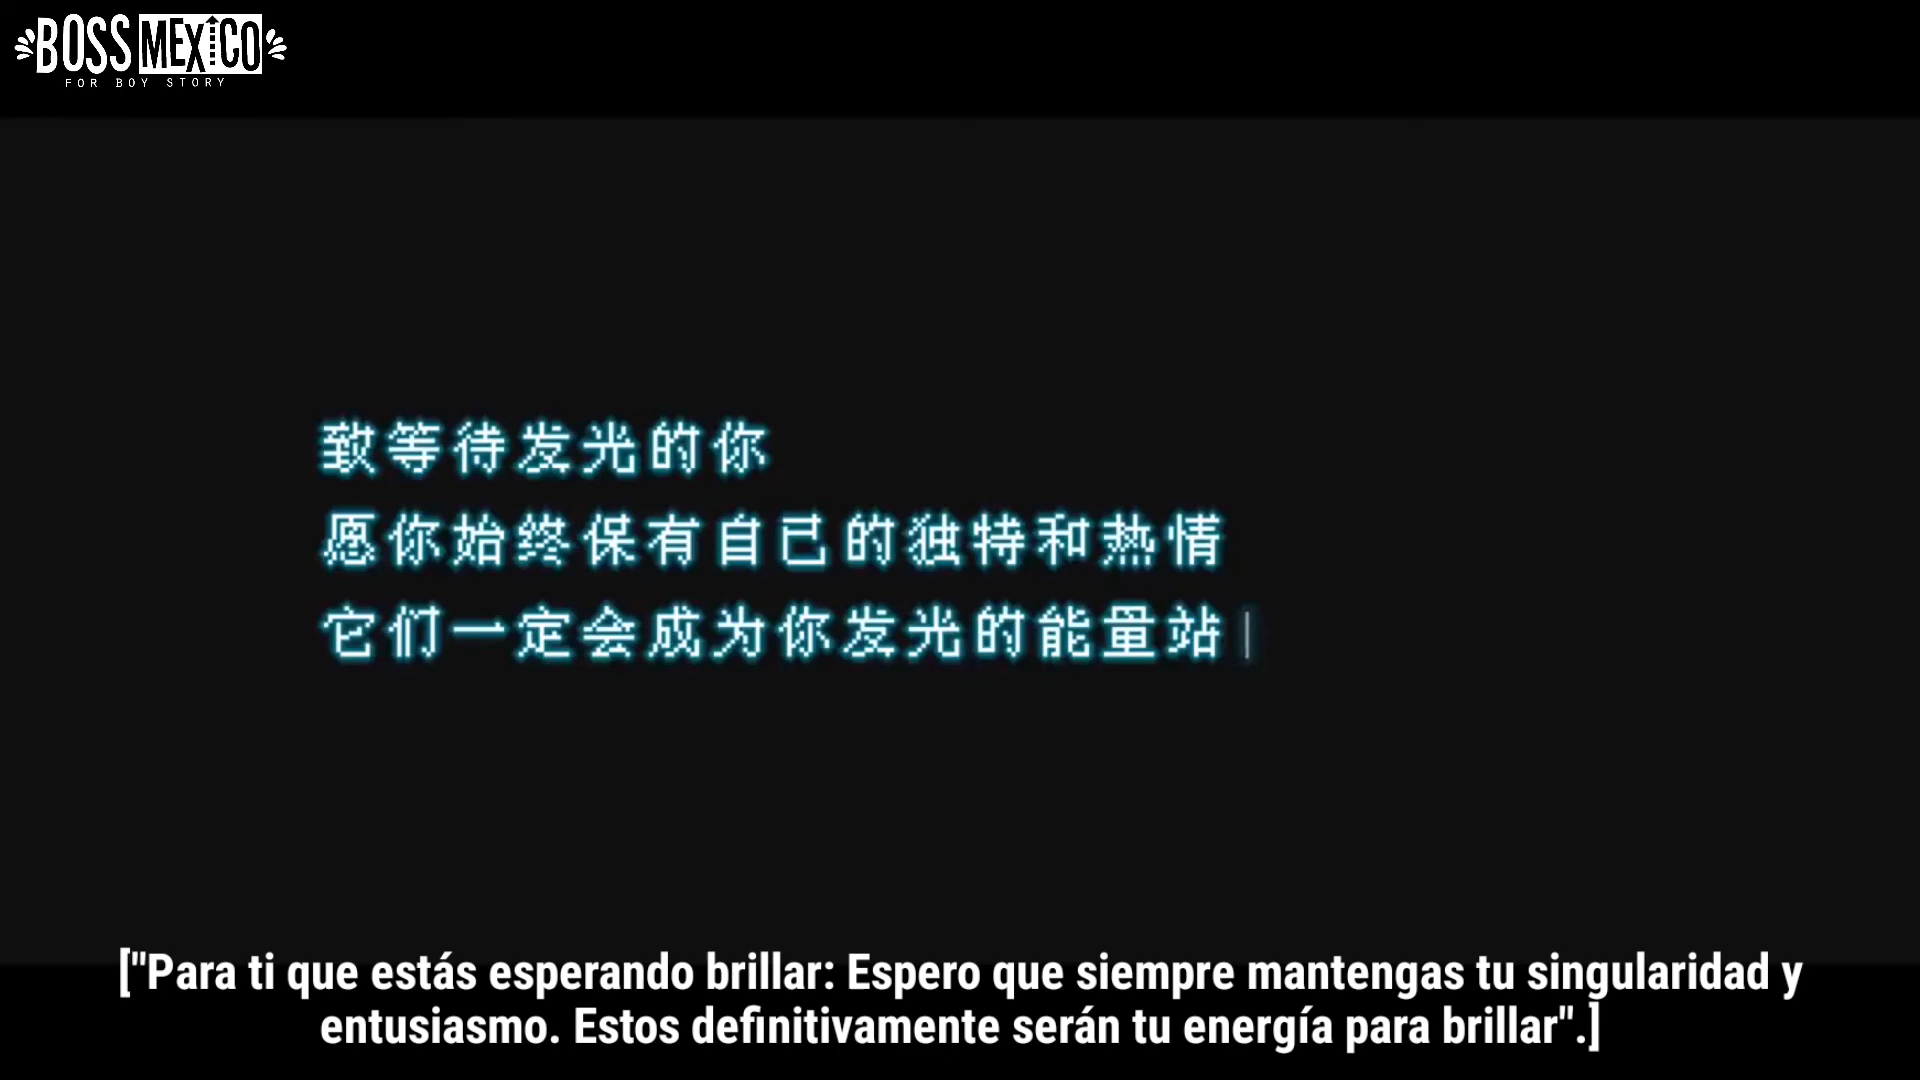 BOSS MEXICO
FOR BOY STORY
致等待发光的你
愿你始终保有自己的独特和热情
它们一定会成为你发光的能量站
["Para ti que estás esperando brillar: Espero que siempre mantengas tu singularidad y
entusiasmo. Estos definitivamente serán tu energía para brillar".]